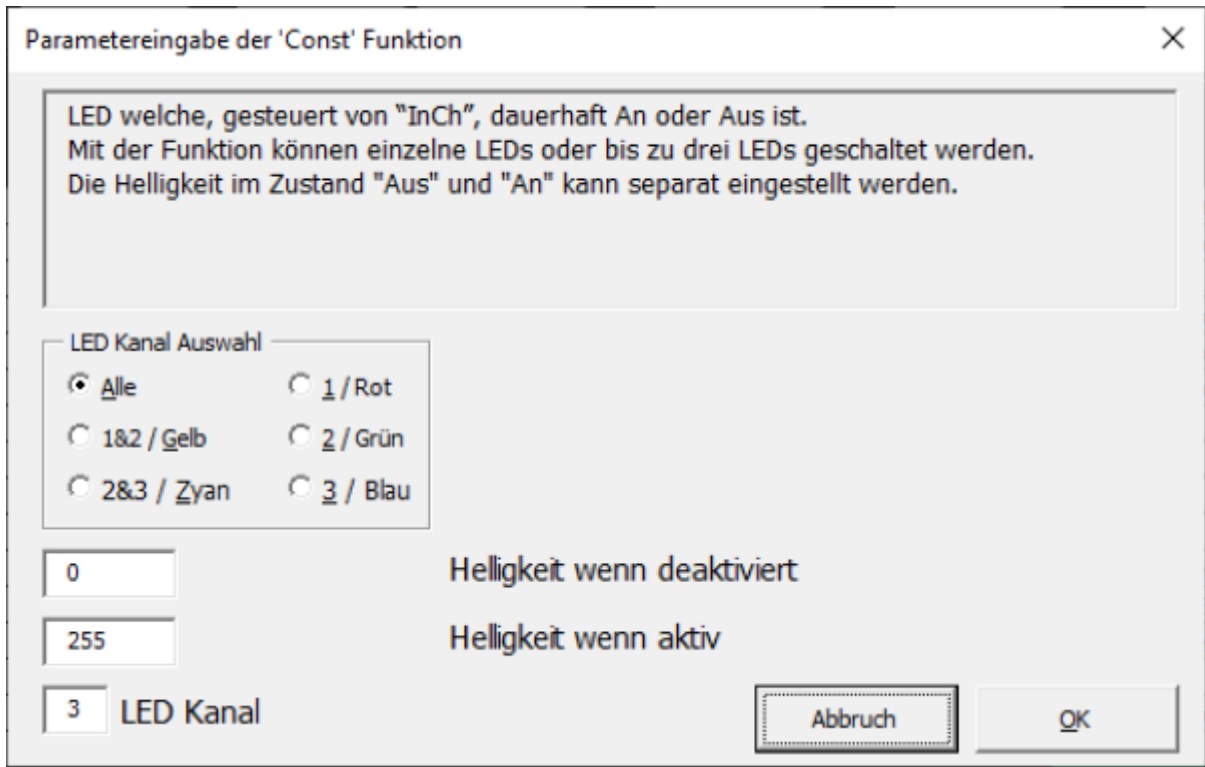 Parametereingabe der 'Const' Funktion
LED welche, gesteuert von “InCh”, dauerhaft An oder Aus ist.
Mit der Funktion können einzelne LEDs oder bis zu drei LEDs geschaltet werden.
Die Helligkeit im Zustand "Aus" und "An" kann separat eingestellt werden.
LED Kanal Auswahl
Alle 1 / Rot
1&2 / Gelb 2 / Grün
2&3 / Zyan 3 / Blau
0 Helligkeit wenn deaktiviert
255 Helligkeit wenn aktiv
3 LED Kanal Abbruch OK